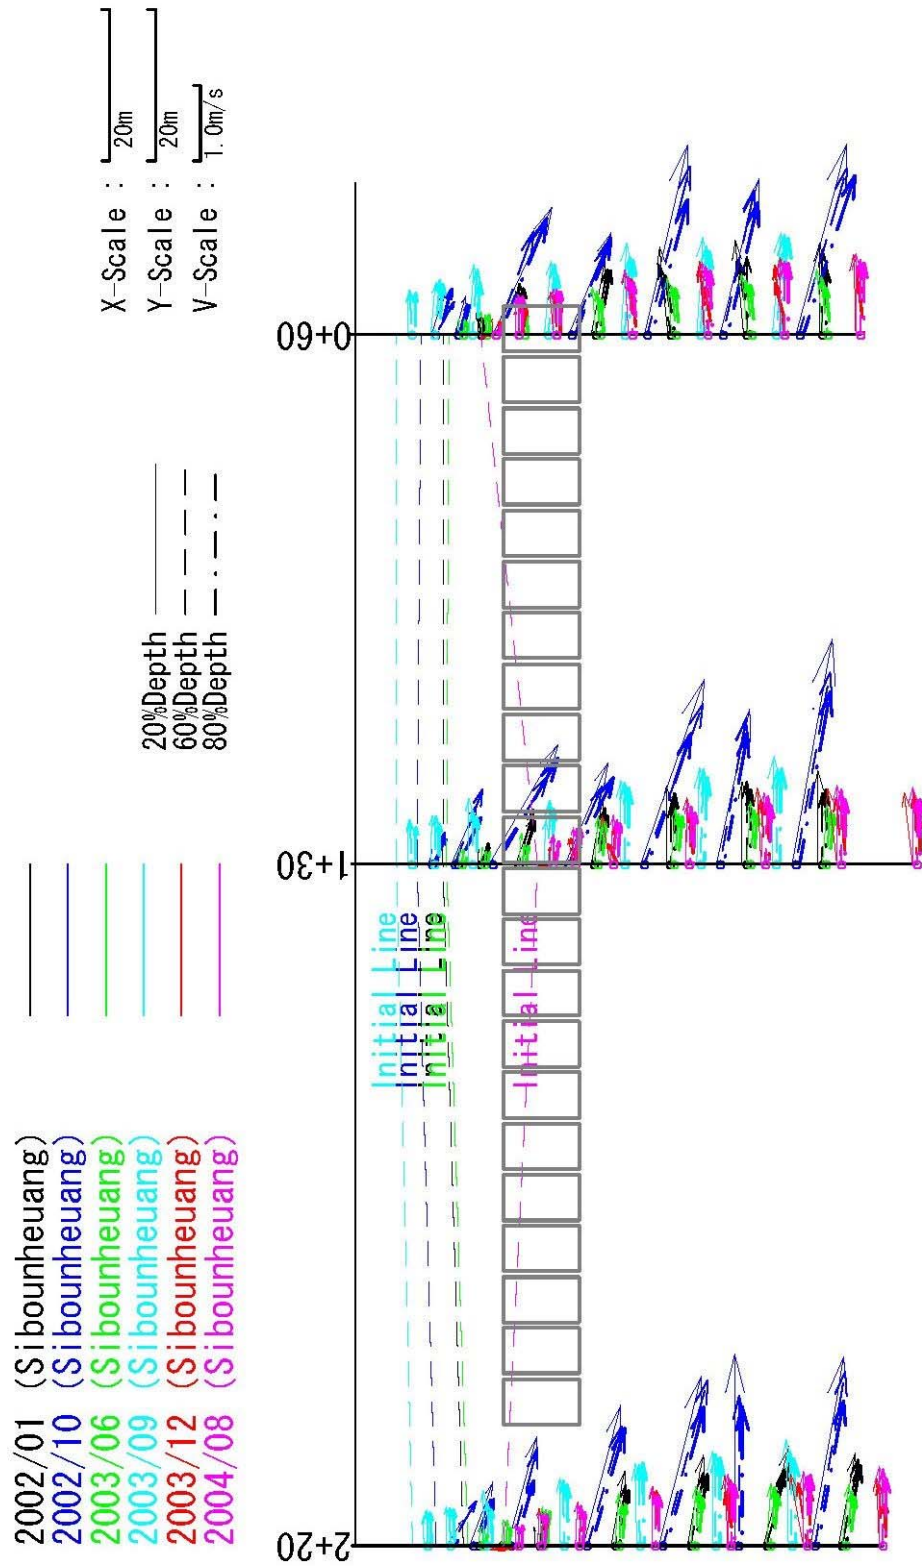 2002/01 (Sibounheuang)
2002/10 (Sibounheuang)
2003/06 (Sibounheuang)
2003/09 (Sibounheuang)
2003/12 (Sibounheuang)
2004/08 (Sibounheuang)
20%Depth
60%Depth
80%Depth
X-Scale : 20m
Y-Scale : 20m
V-Scale : 1.0m/s
Initial Line
Initial Line
Initial Line
Initial Line
Initial Line
2+20
1+30
0+60